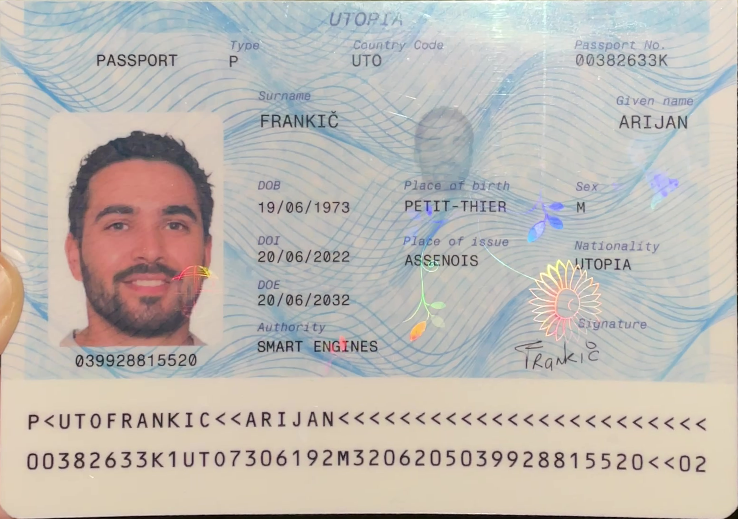 UTOPIA
PASSPORT
Type
P
Country Code
UTO
Passport No.
00382633K
Surname
FRANKIČ
Given name
ARIJAN
DOB
19/06/1973
Place of birth
PETIT-THIER
Sex
M
DOI
20/06/2022
Place of issue
ASSENOIS
Nationality
UTOPIA
DOE
20/06/2032
Authority
SMART ENGINES
Signature
Frankič
039928815520
P<UTOFRANKIC<<ARIJAN<<<<<<<<<<<<<<<<<<<<<<<<
00382633K1UTO7306192M3206205039928815520<<02